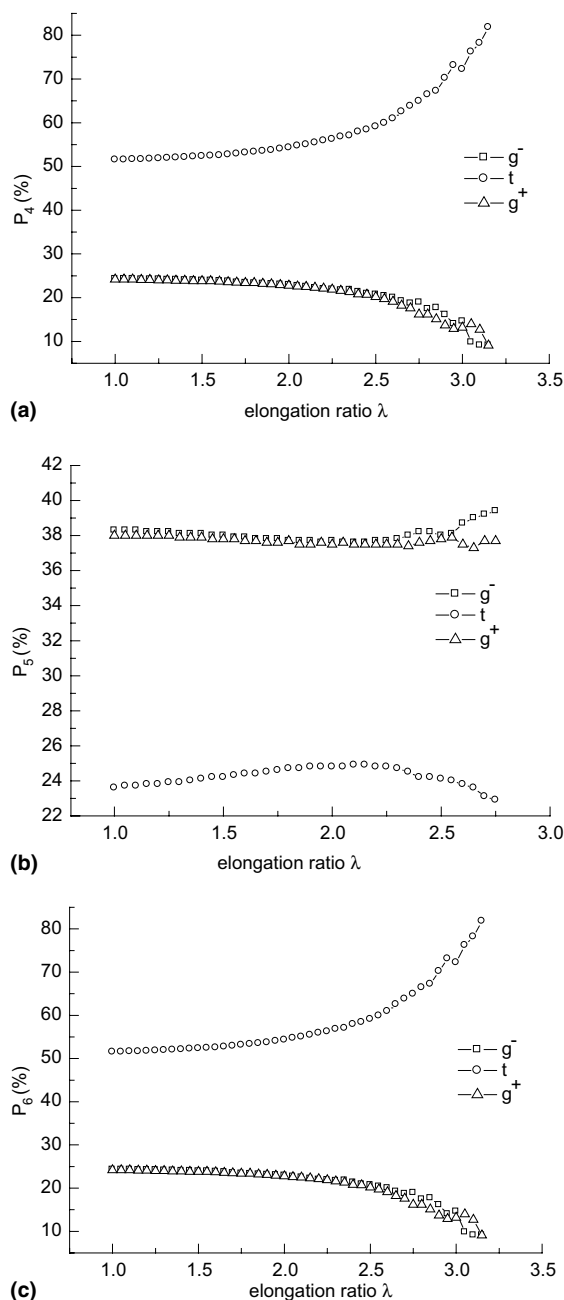 80
70
60
50
40
30
20
10
P4 (%)
g-
t
g+
1.0 1.5 2.0 2.5 3.0 3.5
(a)
elongation ratio λ
42
40
38
36
34
32
30
28
26
24
22
P5 (%)
g-
t
g+
1.0 1.5 2.0 2.5 3.0
(b)
elongation ratio λ
80
70
60
50
40
30
20
10
P6 (%)
g-
t
g+
1.0 1.5 2.0 2.5 3.0 3.5
(c)
elongation ratio λ